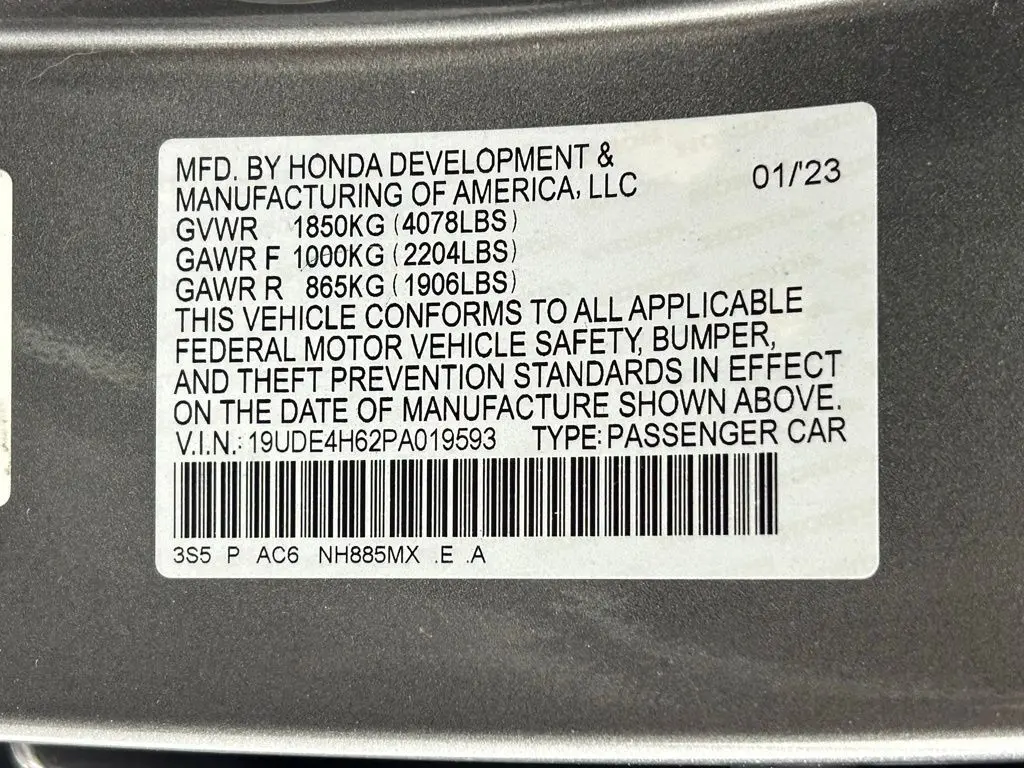 MFD. BY HONDA DEVELOPMENT &
MANUFACTURING OF AMERICA, LLC 01/'23
GVWR 1850KG (4078LBS)
GAWR F 1000KG (2204LBS)
GAWR R 865KG (1906LBS)
THIS VEHICLE CONFORMS TO ALL APPLICABLE
FEDERAL MOTOR VEHICLE SAFETY, BUMPER,
AND THEFT PREVENTION STANDARDS IN EFFECT
ON THE DATE OF MANUFACTURE SHOWN ABOVE.
V.I.N.: 19UDE4H62PA019593 TYPE: PASSENGER CAR
3S5 P AC6 NH885MX .E .A